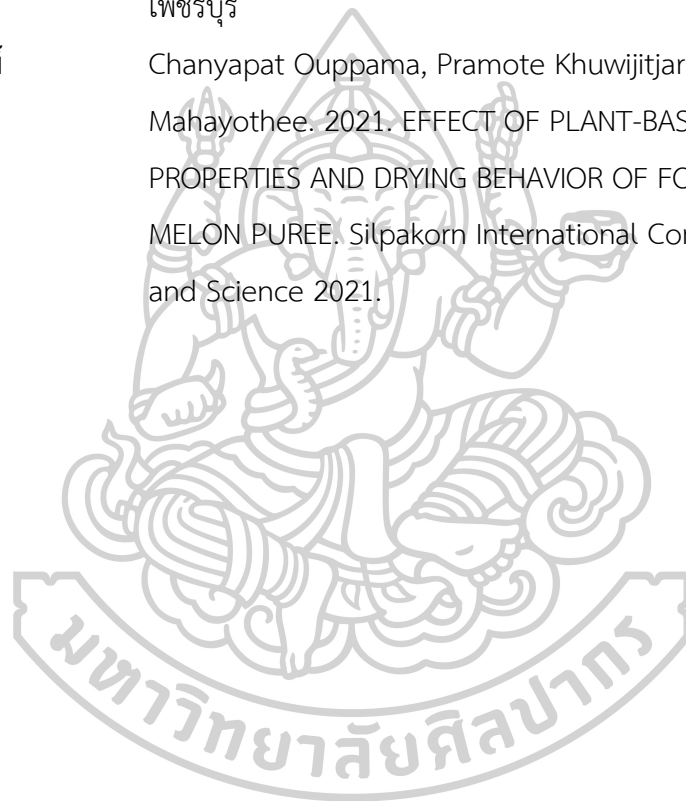 เพชรบุรี
Chanyapat Ouppama, Pramote Khuwijitjar
Mahayothee. 2021. EFFECT OF PLANT-BAS
PROPERTIES AND DRYING BEHAVIOR OF FO
MELON PUREE. Silpakorn International Con
and Science 2021.
มหาวิทยาลัยศิลปากร